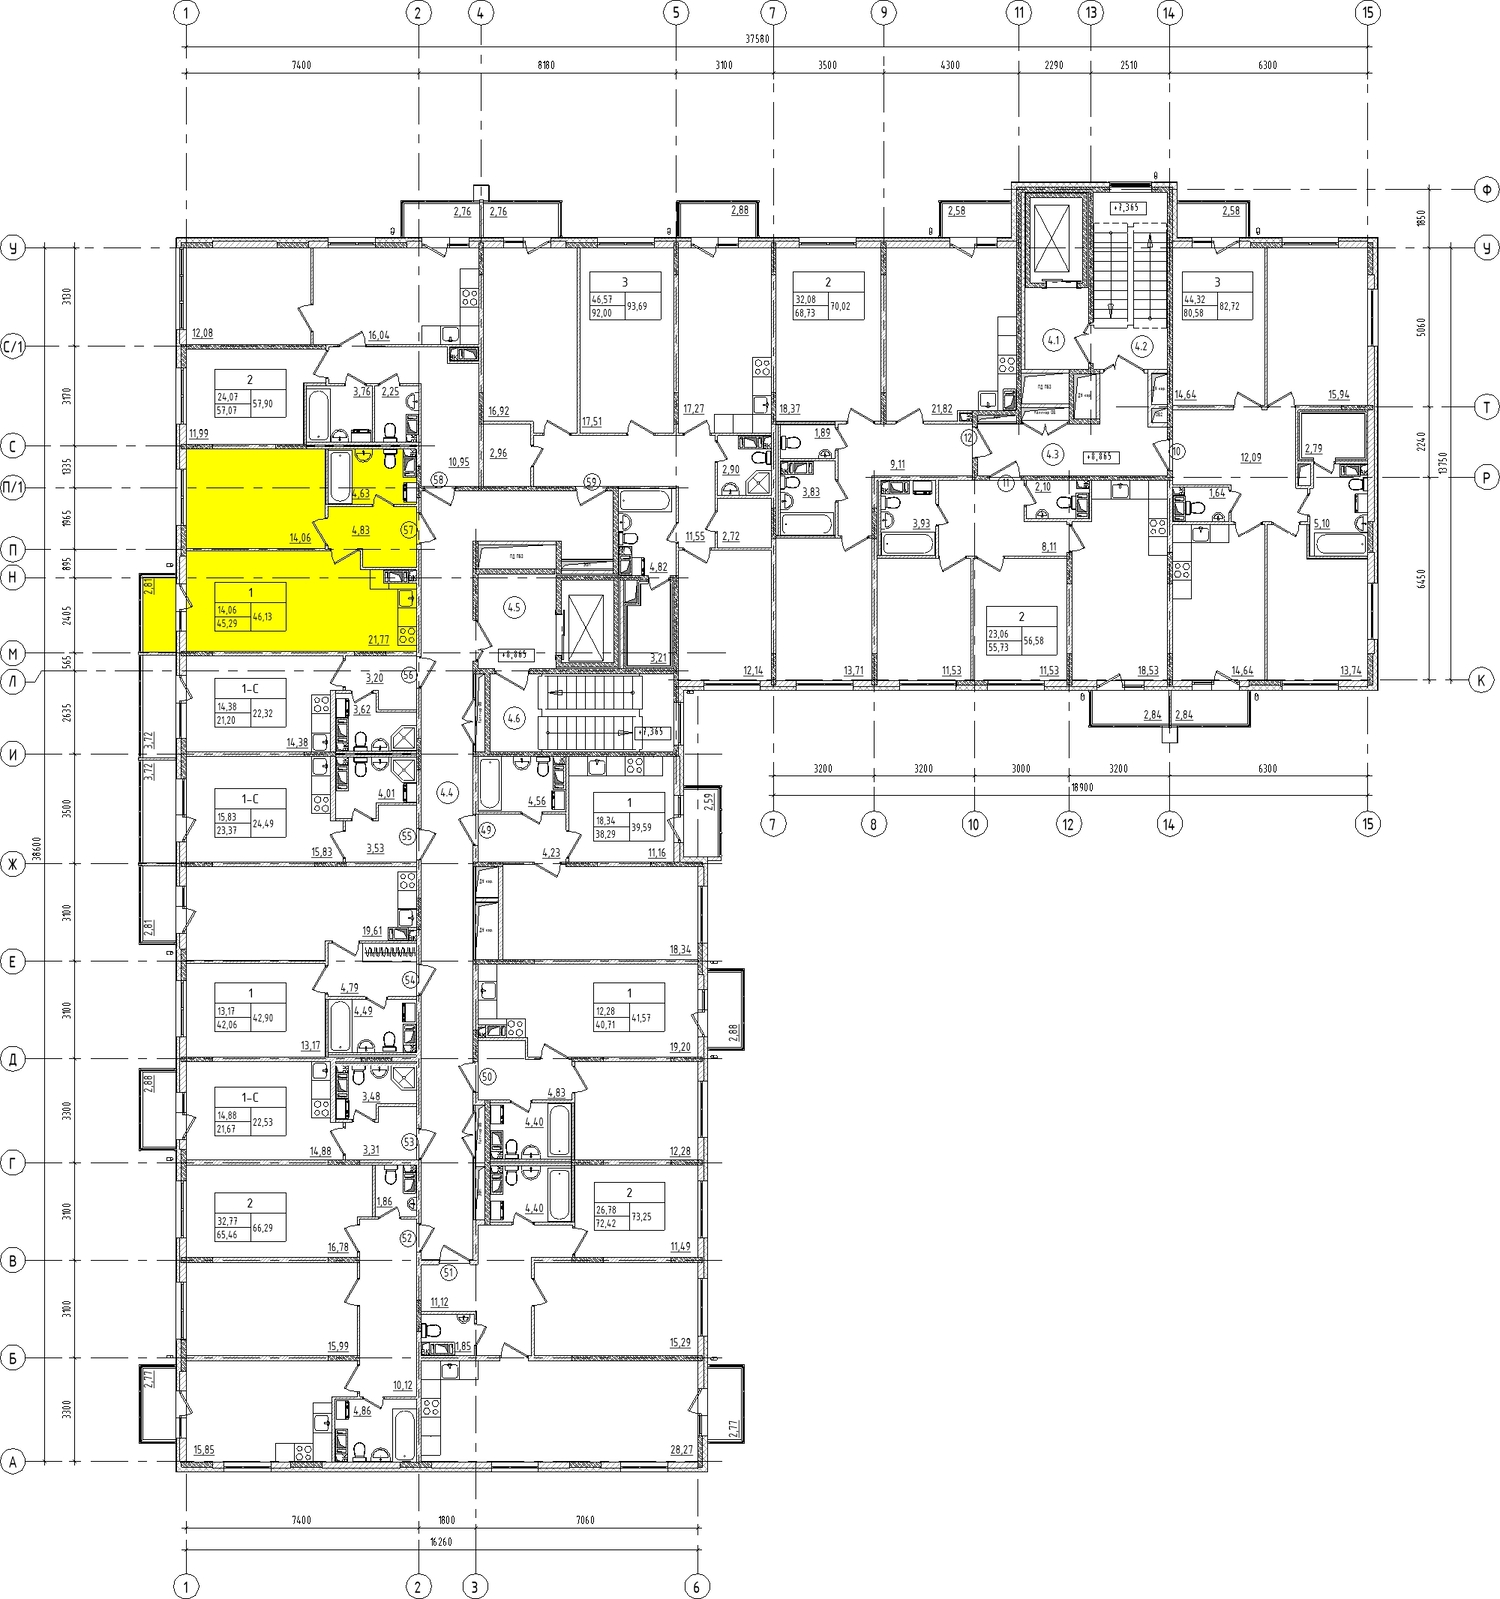 1 2 4 5 7 9 11 13 14 15
37580
7400 8180 3100 3500 4300 2290 2510 6300
Ф
2,76 2,76 2,88 2,58 +7,365 2,58
1850
У У
3130
3 2 3
46,57 93,69 32,08 70,02 44,32 82,72
92,00 68,73 80,58
5060
12,08 16,04 4.1 4.2
С/1
2 3,76 2,25
24,07 57,90
57,07
3170
ТД ПБЗ
14,64 15,94
16,92 17,51 17,27 18,37 21,82
Т
11,99 1,89 12 4.3 +8,865 10 12,09 2,79
С
2240
13750
1335
10,95 2,96 2,90 9,11
П/1 Р
4,63 58 59 3,83 11 2,10 1,64
1965
14,06 4,83 57 11,55 2,72 3,93 8,11 5,10
П
895
ТД ПБЗ
4,82
Н
2,81
1
14,06 46,13
45,29
2405
4.5
2
23,06 56,58
55,73
6450
21,77 +8,865 3,21 12,14 13,71 11,53 11,53 18,53 14,64 13,74
М
565
Л К
3,20 56
1-С
14,38 22,32
21,20
3,62
2635
4.6 +7,365
2,84 2,84
3,72 14,38
И
3,72
3200 3200 3000 3200 6300
18900
1-С 4,01 4.4 4,56 1 2,59
15,83 24,49 18,34 39,59
23,37 38,29
3500
7 8 10 12 14 15
55 49
15,83 3,53 4,23 11,16
38600
Ж
3100
2,81 19,61 18,34
Е
54
4,79
1 4,49 1
13,17 42,90 12,28 41,57
42,06 40,71
3100
2,88
13,17 19,20
Д
2,88
50
1-С 3,48 4,83
14,88 22,53
21,67
3300
4,40
53
14,88 3,31 12,28
Г
2 1,86 4,40 2
32,77 66,29 26,78 73,25
65,46 72,42
3100
52
16,78 11,49
В
51
3100
11,12
15,99 1,85 15,29
Б
2,77 10,12
4,86
3300
2,77
15,85 28,27
А
7400 1800 7060
16260
1 2 3 6